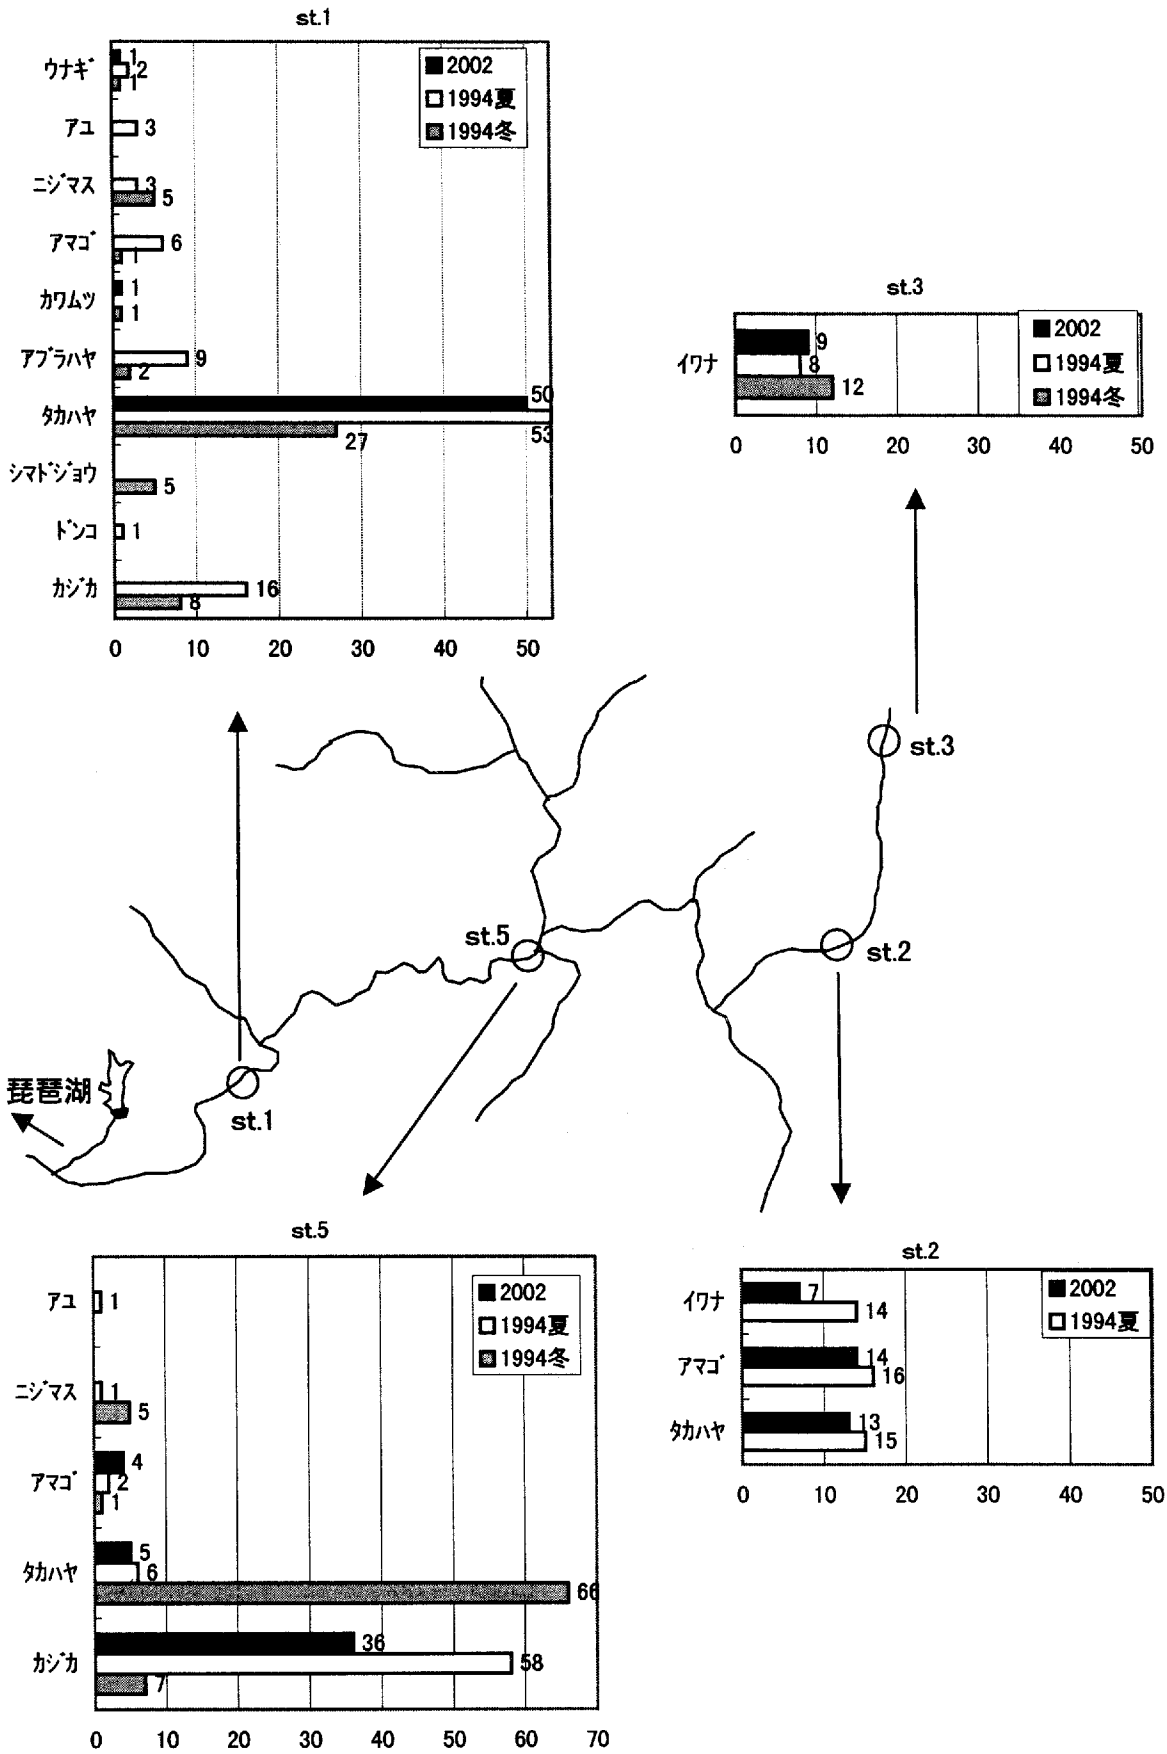 st.1
2002
1994夏
1994冬
ウナギ 1 2 1
アユ 3
ニジマス 3 5
アマゴ 6 1
カワムツ 1 1
アブラハヤ 9 2
タカハヤ 50 53 27
シマドジョウ 5
ドンコ 1
カジカ 16 8
0 10 20 30 40 50
st.3
2002
1994夏
1994冬
イワナ 9 8 12
0 10 20 30 40 50
st.3
st.5
st.2
琵琶湖
st.1
st.5
2002
1994夏
1994冬
アユ 1
ニジマス 1 5
アマゴ 4 2 1
タカハヤ 5 6 66
カジカ 36 58 7
0 10 20 30 40 50 60 70
st.2
2002
1994夏
イワナ 7 14
アマゴ 14 16
タカハヤ 13 15
0 10 20 30 40 50